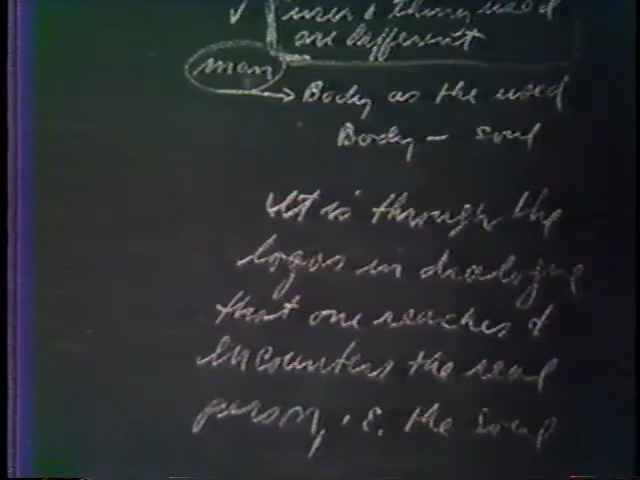 user & thing used
are different
man
Body as the used
Body - soul
It is through the
logos in dialogue
that one reaches &
encounters the real
person, i.e. the soul